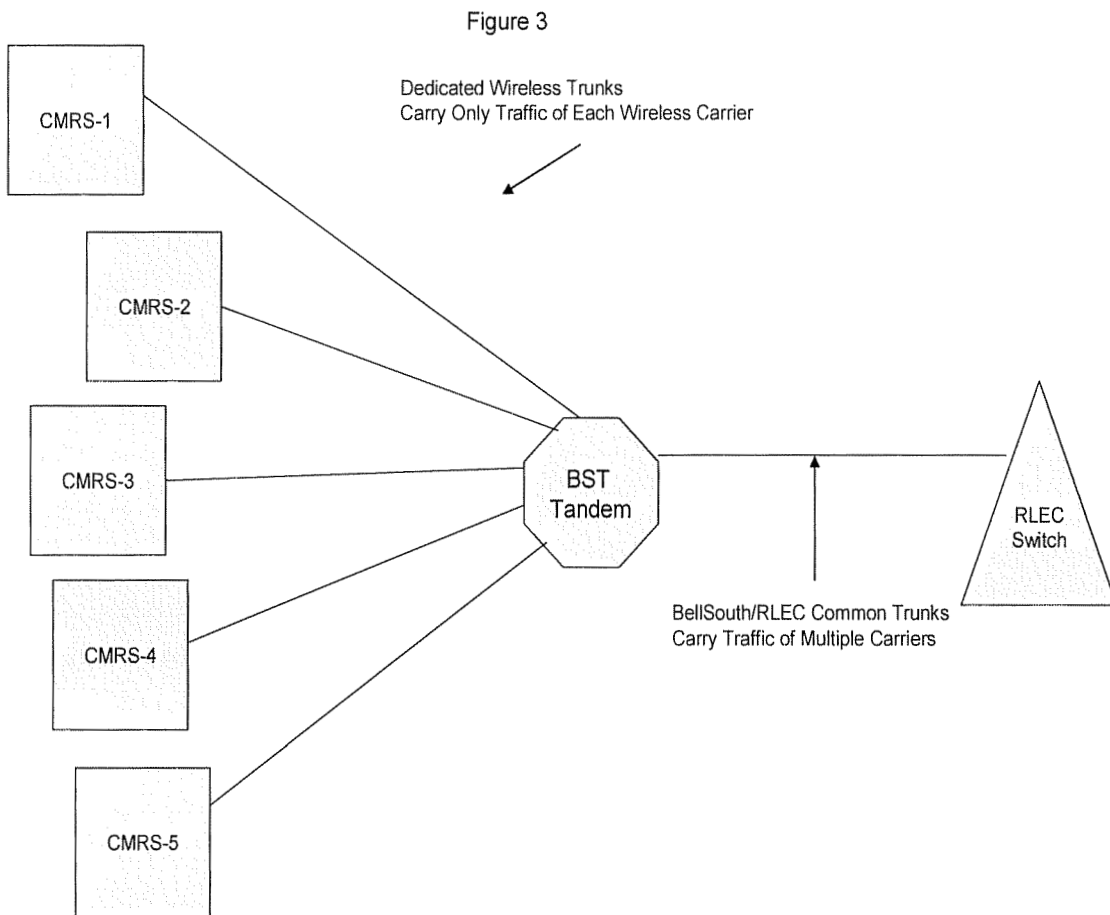 Figure 3
Dedicated Wireless Trunks
Carry Only Traffic of Each Wireless Carrier
CMRS-1
CMRS-2
CMRS-3
BST
Tandem
RLEC
Switch
BellSouth/RLEC Common Trunks
Carry Traffic of Multiple Carriers
CMRS-4
CMRS-5